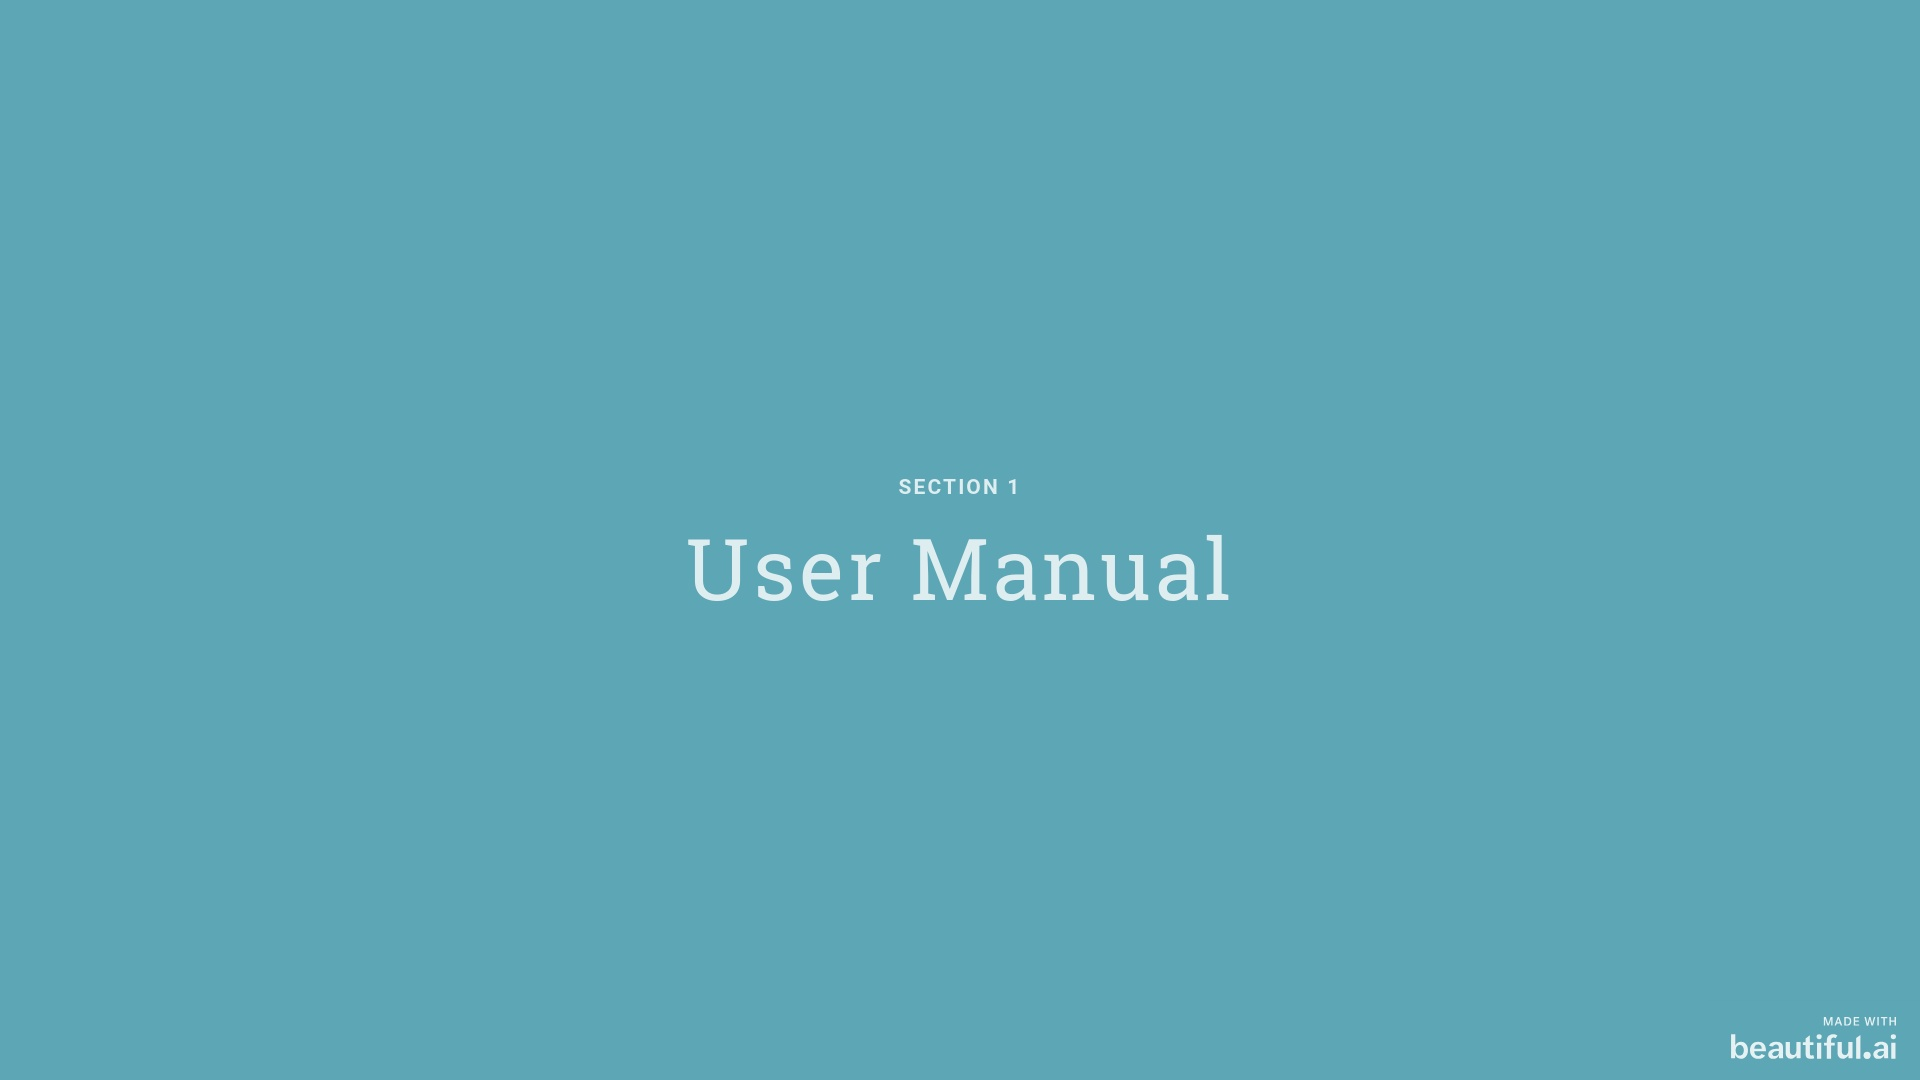 SECTION 1
User Manual
MADE WITH
beautiful.ai